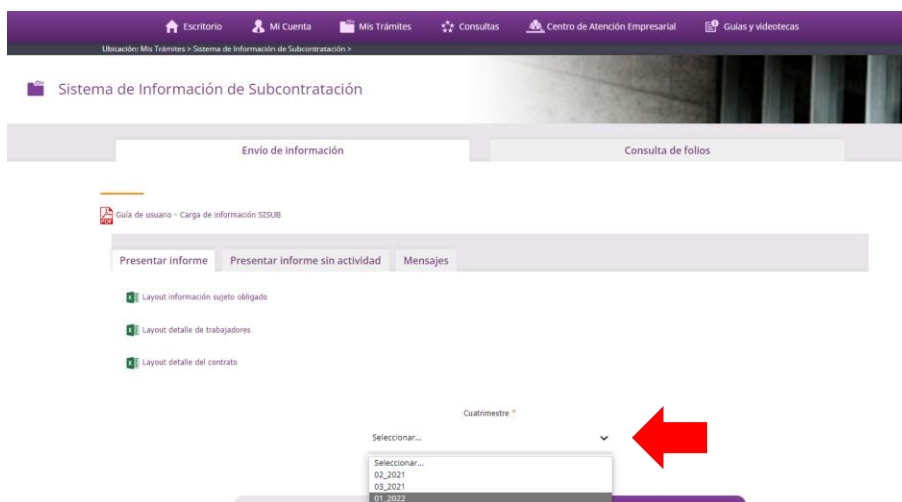 Escritorio Mi Cuenta Mis Trámites Consultas Centro de Atención Empresarial Guías y videotecas
Ubicación: Mis Trámites > Sistema de Información de Subcontratación >
Sistema de Información de Subcontratación
Envío de información Consulta de folios
PDF Guía de usuario - Carga de información SISUB
Presentar informe Presentar informe sin actividad Mensajes
Layout información sujeto obligado
Layout detalle de trabajadores
Layout detalle del contrato
Cuatrimestre *
Seleccionar...
Seleccionar...
02_2021
03_2021
01_2022